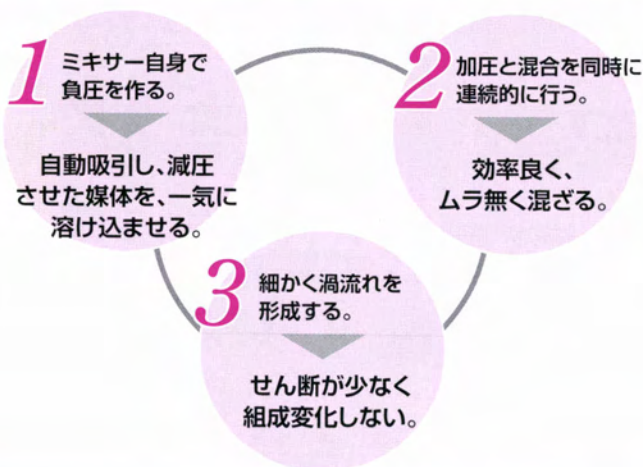 1
ミキサー自身で
負圧を作る。
自動吸引し、減圧
させた媒体を、一気に
溶け込ませる。
2
加圧と混合を同時に
連続的に行う。
効率良く、
ムラ無く混ざる。
3
細かく渦流れを
形成する。
せん断が少なく
組成変化しない。